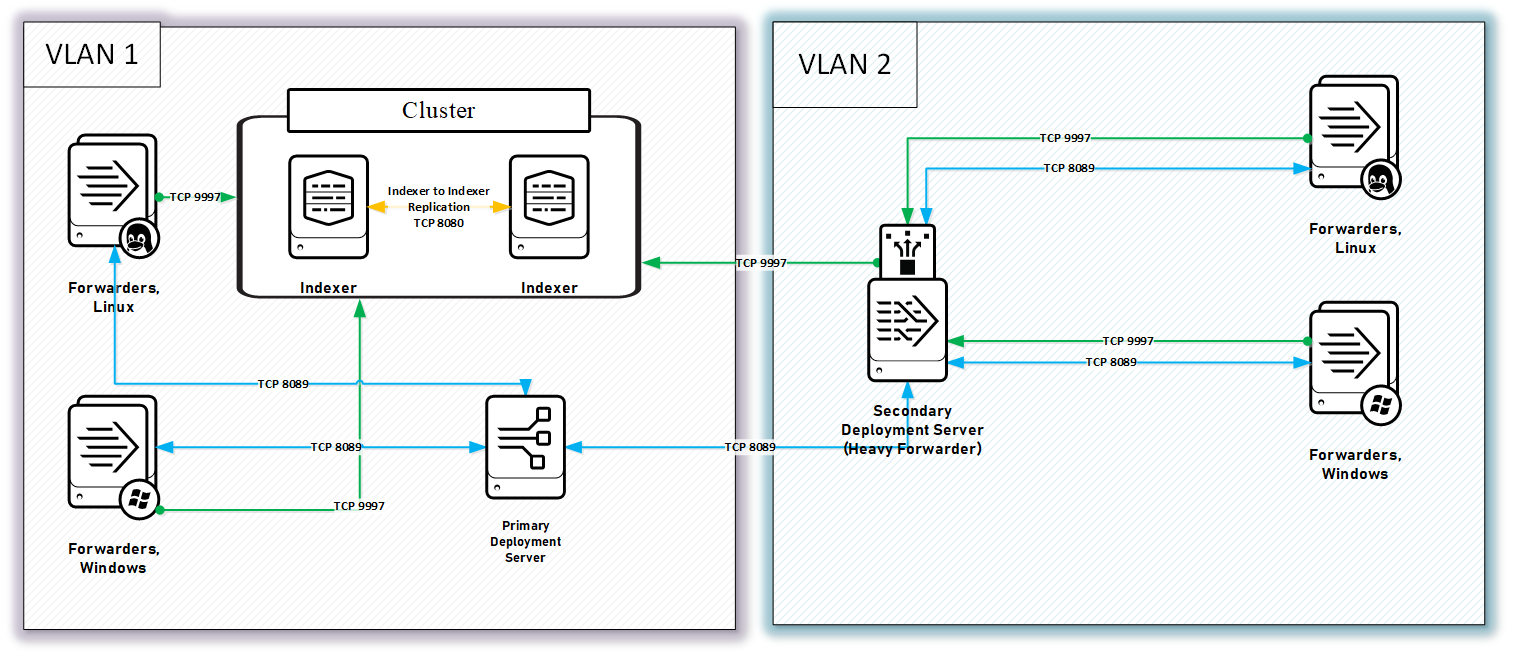 VLAN 1
Cluster
Indexer to Indexer
Replication
TCP 8080
Indexer
Indexer
TCP 9997
Forwarders,
Linux
TCP 8089
TCP 8089
TCP 9997
Forwarders,
Windows
Primary
Deployment
Server
TCP 9997
TCP 8089
VLAN 2
TCP 9997
TCP 8089
Forwarders,
Linux
TCP 9997
TCP 8089
Secondary
Deployment Server
(Heavy Forwarder)
Forwarders,
Windows